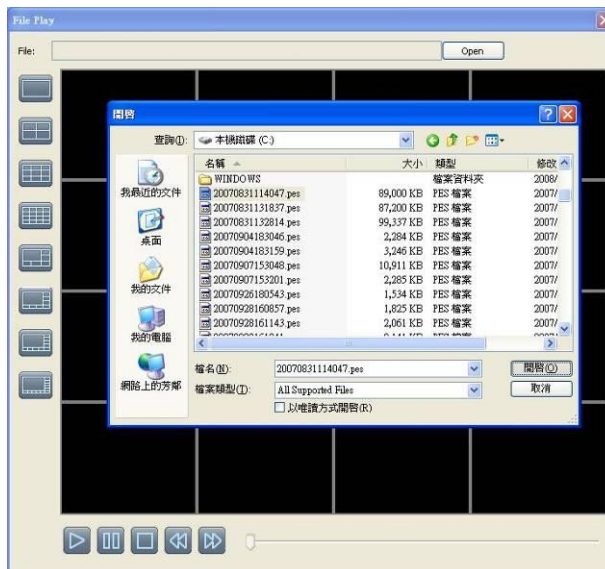 File Play
File:
Open
開啓
查詢(I):
本機磁碟 (C:)
名稱 大小 類型 修改
WINDOWS 檔案資料夾 2008/
20070831114047.pes 89,000 KB PES 檔案 2007/
20070831131837.pes 87,200 KB PES 檔案 2007/
20070831132814.pes 99,337 KB PES 檔案 2007/
20070904183046.pes 2,284 KB PES 檔案 2007/
20070904183159.pes 3,246 KB PES 檔案 2007/
20070907153048.pes 10,911 KB PES 檔案 2007/
20070907153201.pes 2,285 KB PES 檔案 2007/
20070926180543.pes 1,534 KB PES 檔案 2007/
20070928160857.pes 1,825 KB PES 檔案 2007/
20070928161143.pes 2,061 KB PES 檔案 2007/
我最近的文件
桌面
我的文件
我的電腦
網路上的芳鄰
檔名(N): 20070831114047.pes 開啓(O)
檔案類型(T): All Supported Files 取消
以唯讀方式開啓(R)